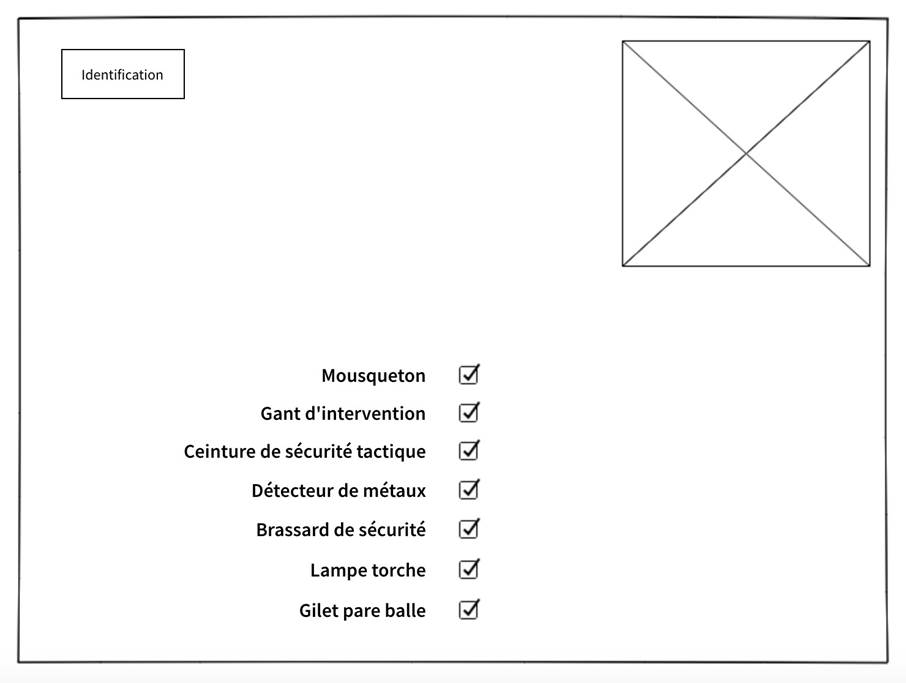 Identification
Mousqueton
Gant d'intervention
Ceinture de sécurité tactique
Détecteur de métaux
Brassard de sécurité
Lampe torche
Gilet pare balle